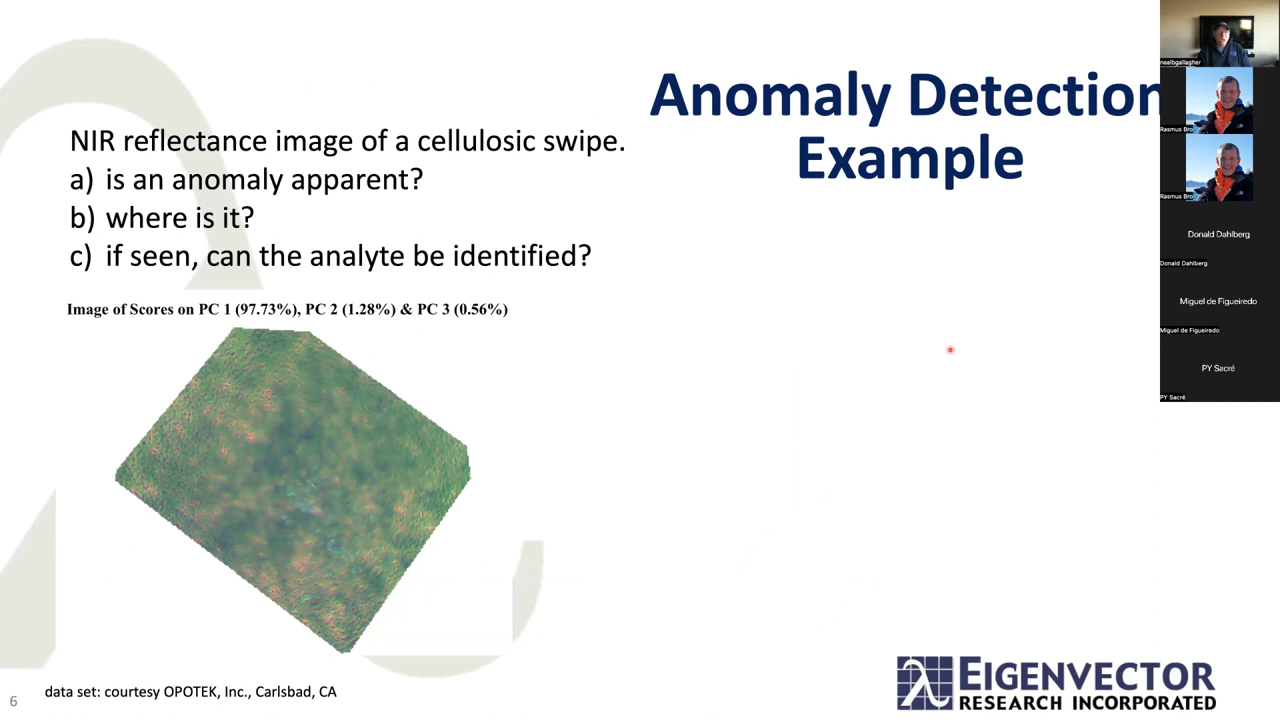 Anomaly Detection
Example
NIR reflectance image of a cellulosic swipe.
a) is an anomaly apparent?
b) where is it?
c) if seen, can the analyte be identified?
Image of Scores on PC 1 (97.73%), PC 2 (1.28%) & PC 3 (0.56%)
6
data set: courtesy OPOTEK, Inc., Carlsbad, CA
EIGENVECTOR
RESEARCH INCORPORATED
nealbgallagher
Rasmus Bro
Rasmus Bro
Donald Dahlberg
Donald Dahlberg
Miguel de Figueiredo
Miguel de Figueiredo
PY Sacré
PY Sacré